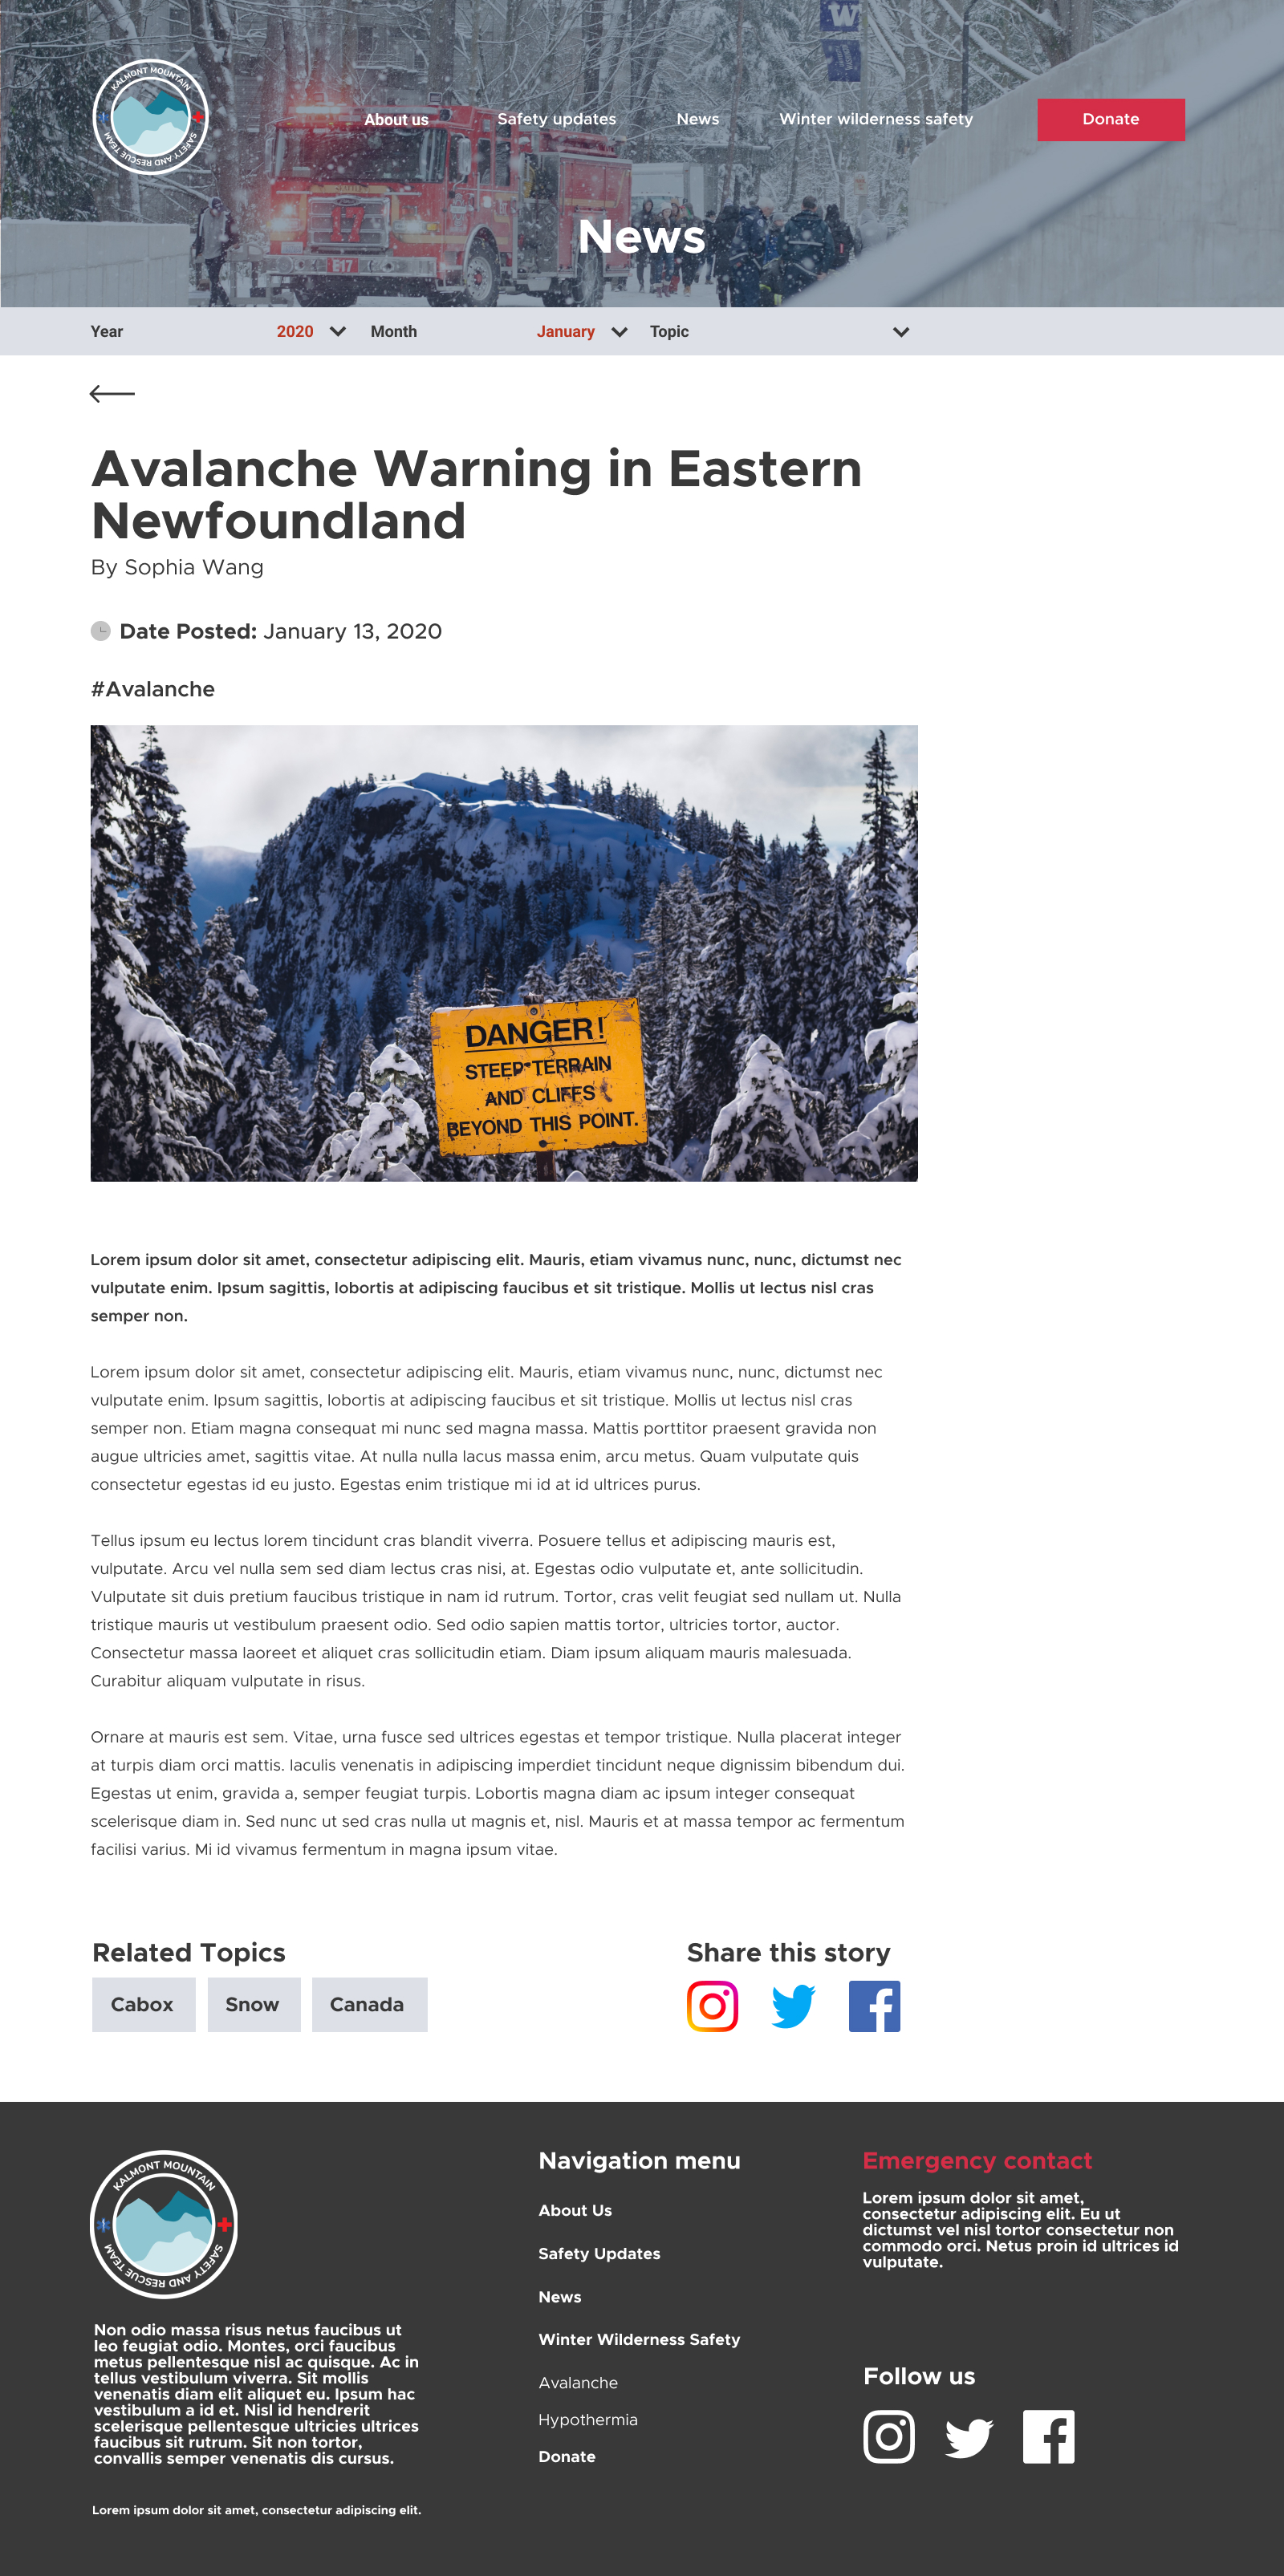 W
KALMONT MOUNTAIN
SAFETY AND RESCUE TEAM
About us
Safety updates
News
Winter wilderness safety
Donate
17
E17
News
Year
2020
Month
January
Topic
Avalanche Warning in Eastern
Newfoundland
By Sophia Wang
Date Posted: January 13, 2020
#Avalanche
DANGER!
STEEP TERRAIN
AND CLIFFS
BEYOND THIS POINT.
Lorem ipsum dolor sit amet, consectetur adipiscing elit. Mauris, etiam vivamus nunc, nunc, dictumst nec
vulputate enim. Ipsum sagittis, lobortis at adipiscing faucibus et sit tristique. Mollis ut lectus nisl cras
semper non.
Lorem ipsum dolor sit amet, consectetur adipiscing elit. Mauris, etiam vivamus nunc, nunc, dictumst nec
vulputate enim. Ipsum sagittis, lobortis at adipiscing faucibus et sit tristique. Mollis ut lectus nisl cras
semper non. Etiam magna consequat mi nunc sed magna massa. Mattis porttitor praesent gravida non
augue ultricies amet, sagittis vitae. At nulla nulla lacus massa enim, arcu metus. Quam vulputate quis
consectetur egestas id eu justo. Egestas enim tristique mi id at id ultrices purus.
Tellus ipsum eu lectus lorem tincidunt cras blandit viverra. Posuere tellus et adipiscing mauris est,
vulputate. Arcu vel nulla sem sed diam lectus cras nisi, at. Egestas odio vulputate et, ante sollicitudin.
Vulputate sit duis pretium faucibus tristique in nam id rutrum. Tortor, cras velit feugiat sed nullam ut. Nulla
tristique mauris ut vestibulum praesent odio. Sed odio sapien mattis tortor, ultricies tortor, auctor.
Consectetur massa laoreet et aliquet cras sollicitudin etiam. Diam ipsum aliquam mauris malesuada.
Curabitur aliquam vulputate in risus.
Ornare at mauris est sem. Vitae, urna fusce sed ultrices egestas et tempor tristique. Nulla placerat integer
at turpis diam orci mattis. Iaculis venenatis in adipiscing imperdiet tincidunt neque dignissim bibendum dui.
Egestas ut enim, gravida a, semper feugiat turpis. Lobortis magna diam ac ipsum integer consequat
scelerisque diam in. Sed nunc ut sed cras nulla ut magnis et, nisl. Mauris et at massa tempor ac fermentum
facilisi varius. Mi id vivamus fermentum in magna ipsum vitae.
Related Topics
Cabox
Snow
Canada
Share this story
KALMONT MOUNTAIN
SAFETY AND RESCUE TEAM
Non odio massa risus netus faucibus ut
leo feugiat odio. Montes, orci faucibus
metus pellentesque nisl ac quisque. Ac in
tellus vestibulum viverra. Sit mollis
venenatis diam elit aliquet eu. Ipsum hac
vestibulum a id et. Nisl id hendrerit
scelerisque pellentesque ultricies ultrices
faucibus sit rutrum. Sit non tortor,
convallis semper venenatis dis cursus.
Lorem ipsum dolor sit amet, consectetur adipiscing elit.
Navigation menu
About Us
Safety Updates
News
Winter Wilderness Safety
Avalanche
Hypothermia
Donate
Emergency contact
Lorem ipsum dolor sit amet,
consectetur adipiscing elit. Eu ut
dictumst vel nisl tortor consectetur non
commodo orci. Netus proin id ultrices id
vulputate.
Follow us